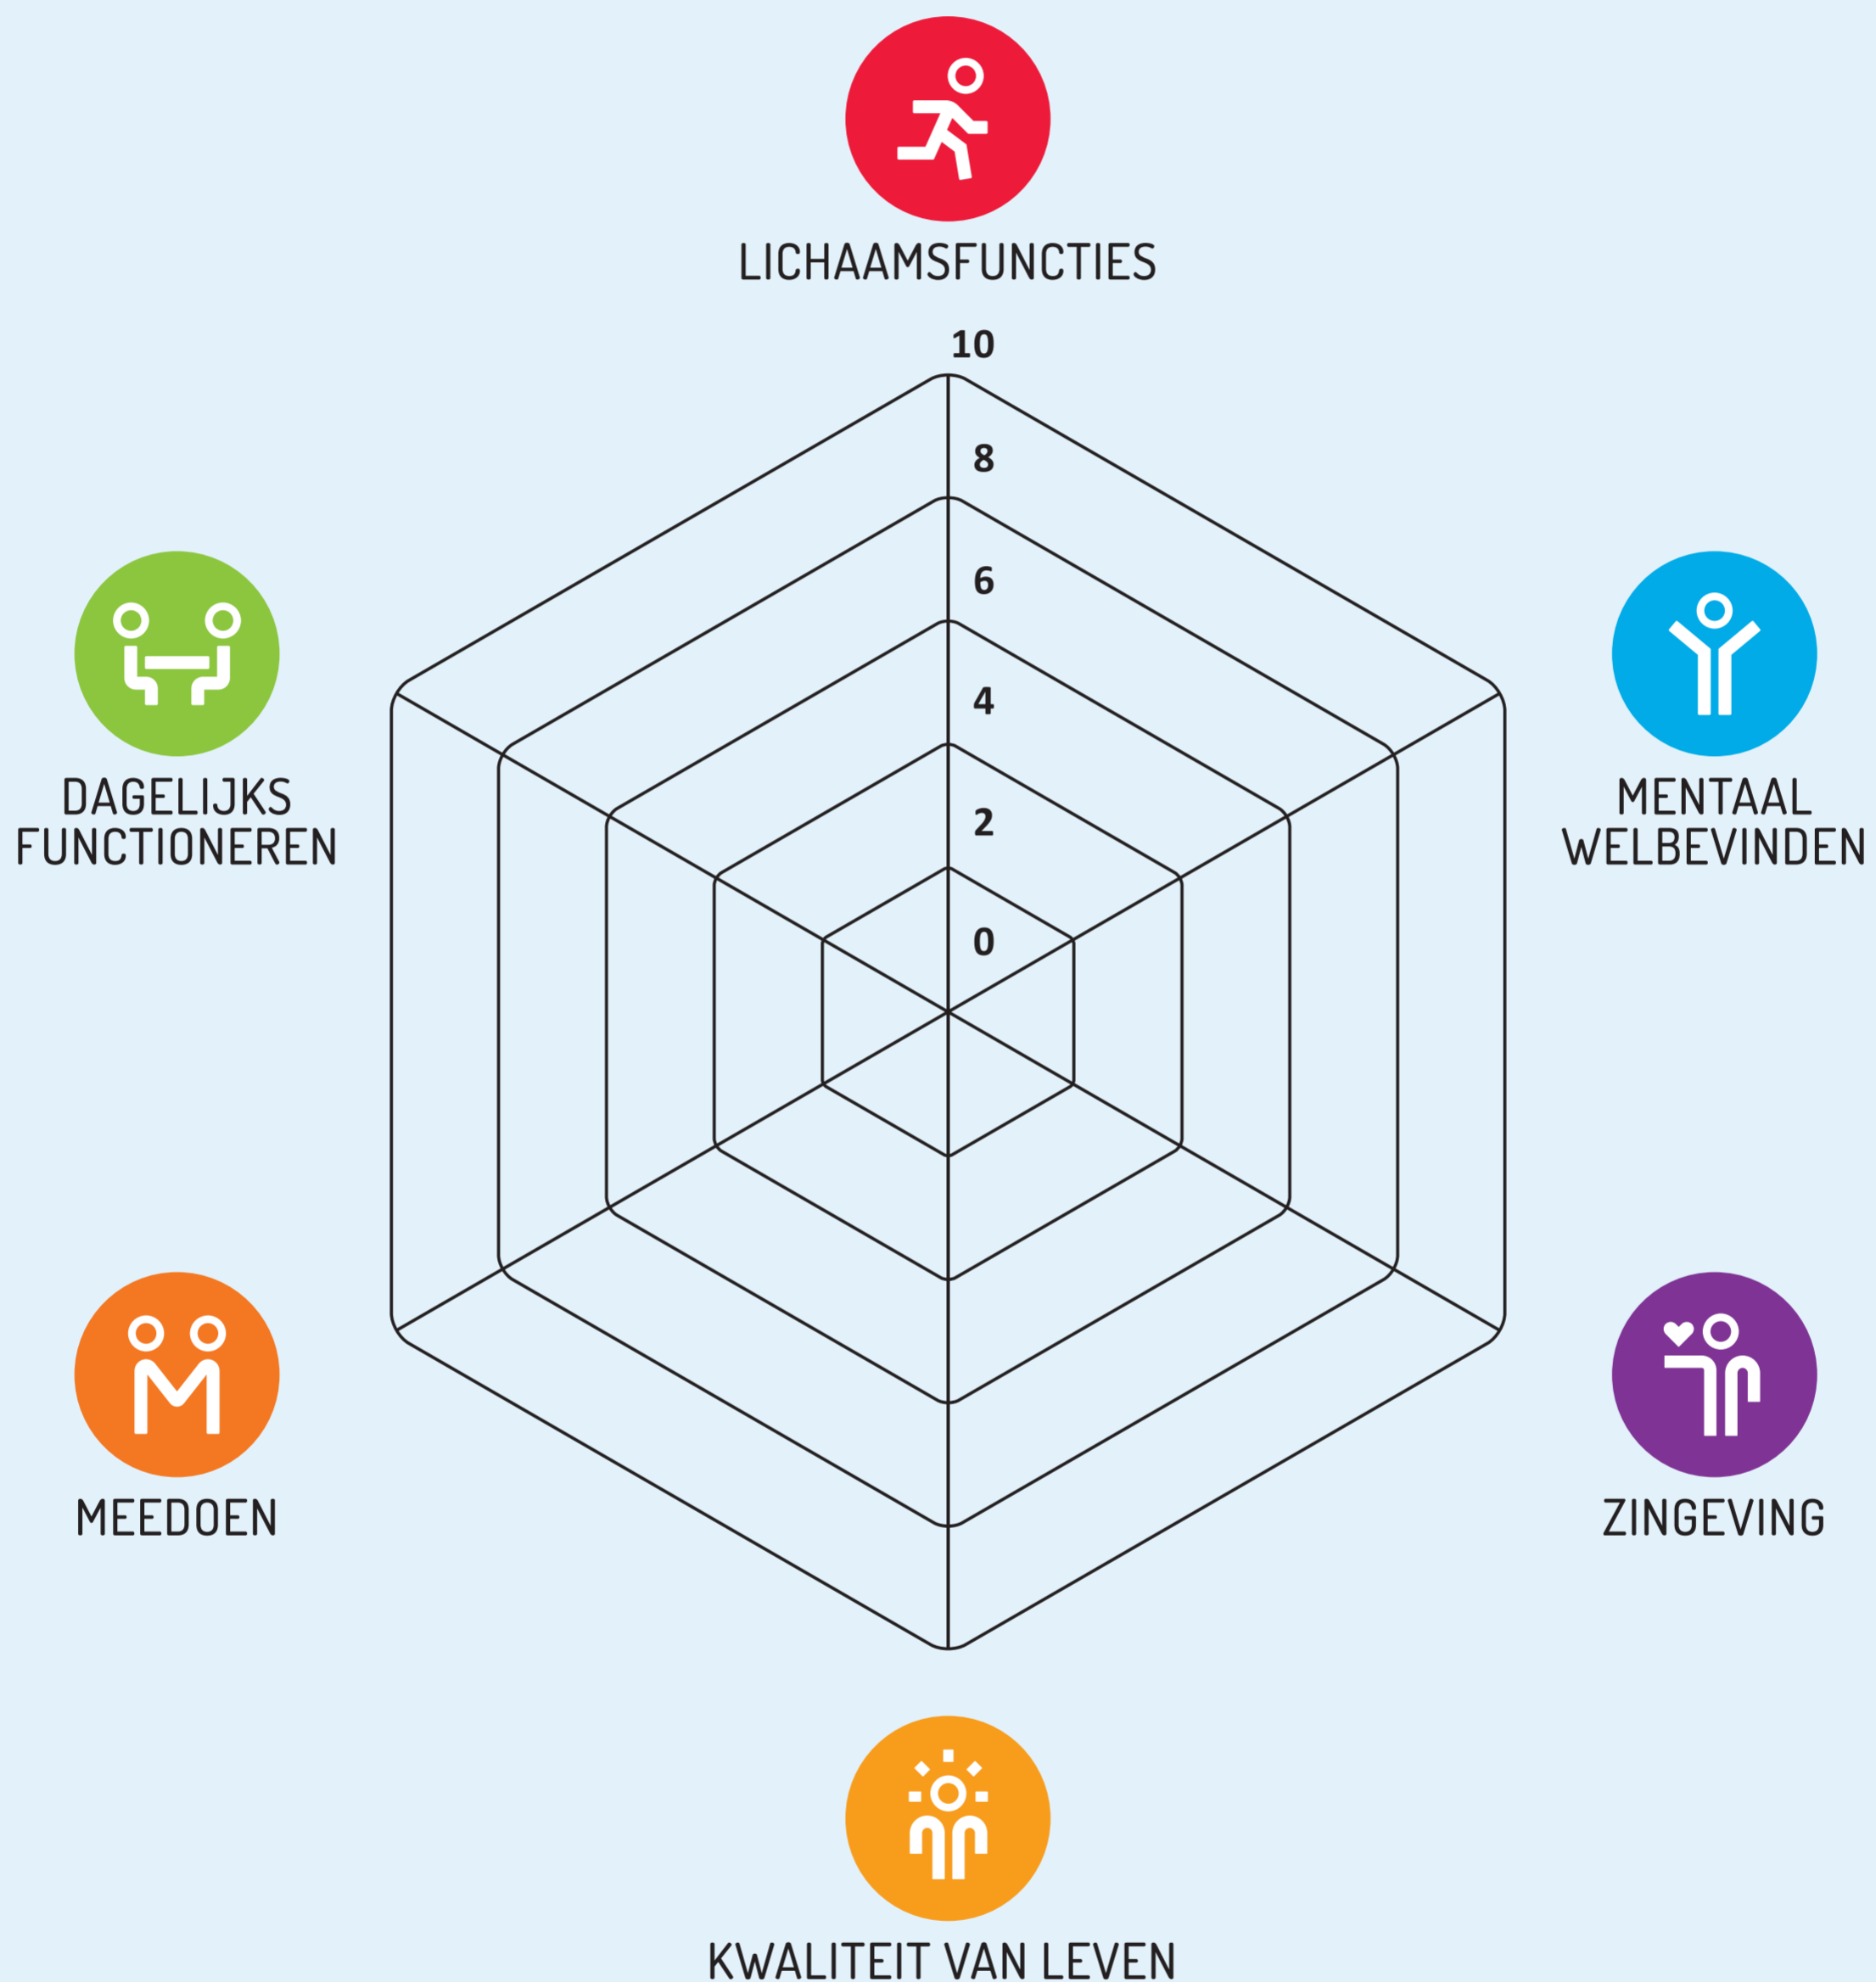 LICHAAMSFUNCTIES
10
8
6
4
2
0
DAGELIJKS
FUNCTIONEREN
MENTAAL
WELBEVINDEN
MEEDOEN
ZINGEVING
KWALITEIT VAN LEVEN